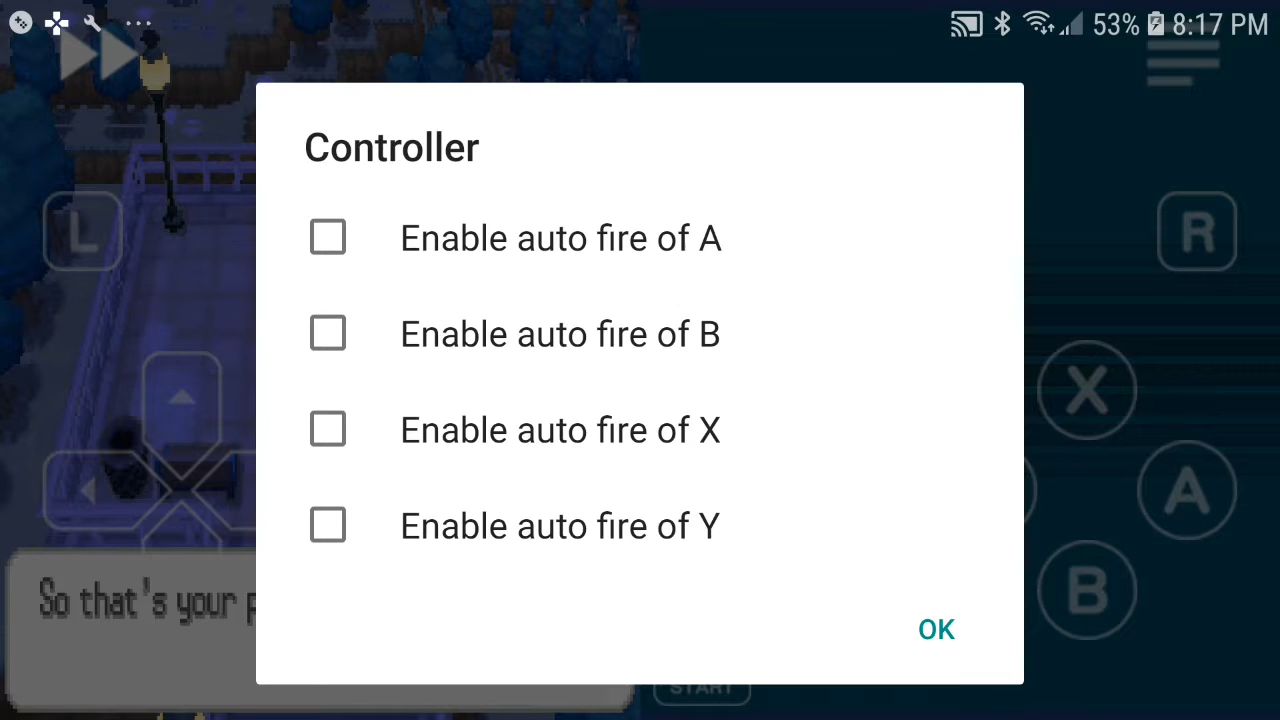 53% 8:17 PM
Controller
L
R
Enable auto fire of A
Enable auto fire of B
Enable auto fire of X
X
Enable auto fire of Y
A
B
So that's your
OK
START